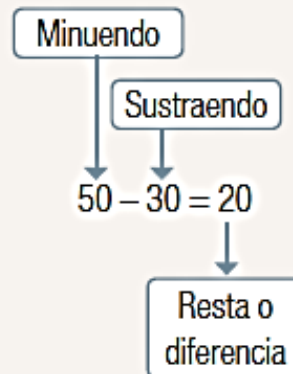 Minuendo
Sustraendo
50 – 30 = 20
Resta o
diferencia